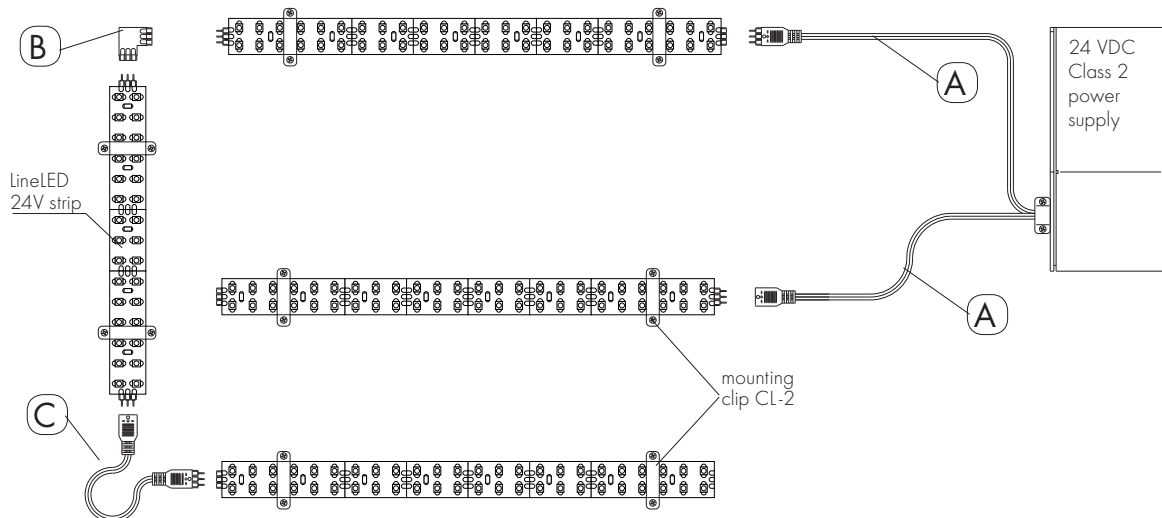 B
A
24 VDC
Class 2
power
supply
LineLED
24V strip
A
mounting
clip CL-2
C